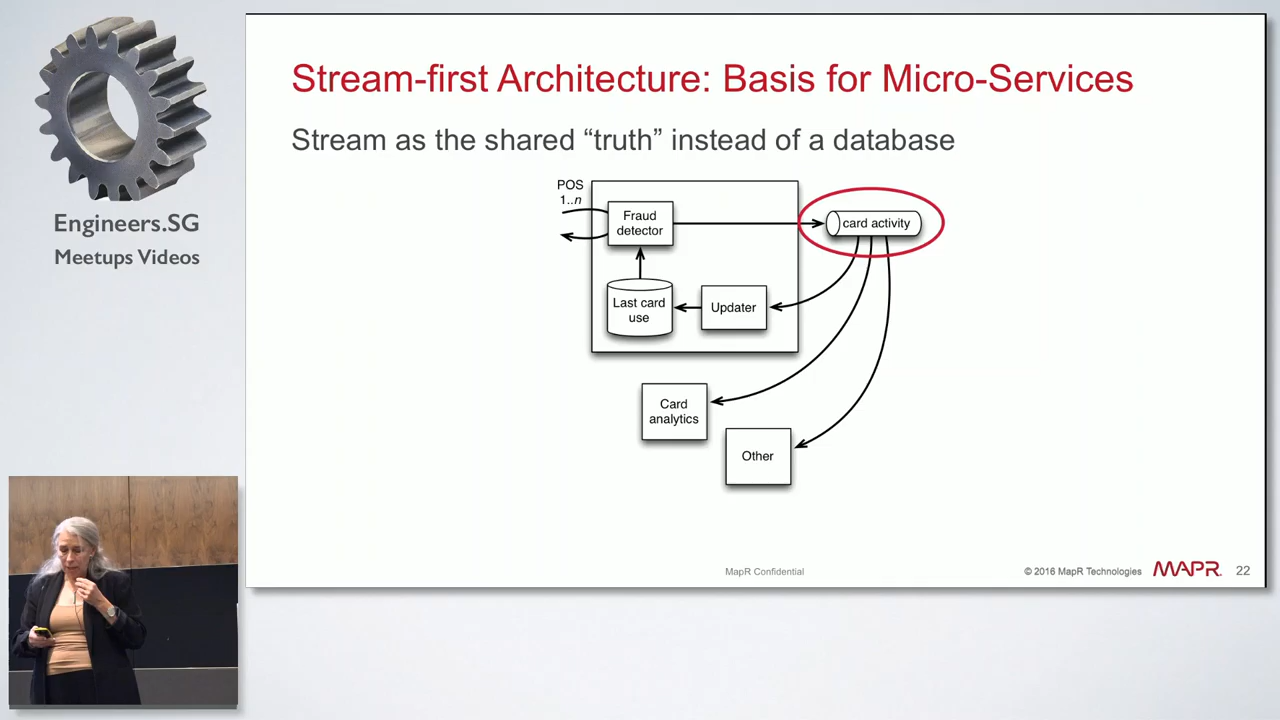 Engineers.SG
Meetups Videos
Stream-first Architecture: Basis for Micro-Services
Stream as the shared “truth” instead of a database
POS
1..n
Fraud
detector
card activity
Last card
use
Updater
Card
analytics
Other
MapR Confidential
© 2016 MapR Technologies
MAPR
22